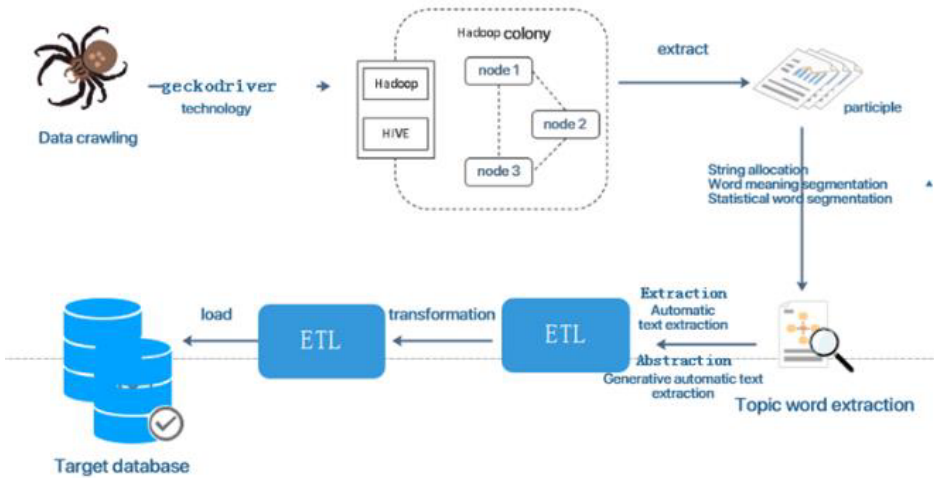 Hadoop colony
geckodriver
technology
Data crawling
Hadoop
HIVE
node 1
node 2
node 3
extract
participle
String allocation
Word meaning segmentation
Statistical word segmentation
Extraction
Automatic
text extraction
Abstraction
Generative automatic text
extraction
Topic word extraction
ETL
transformation
ETL
load
Target database